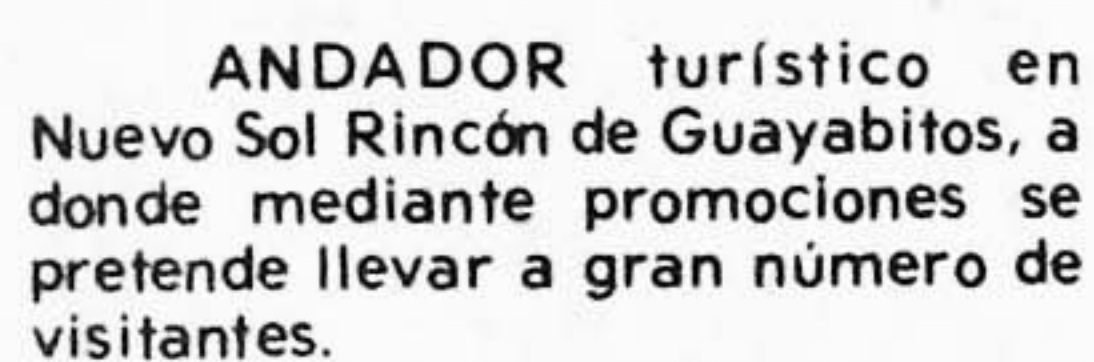 ANDADOR turístico en
Nuevo Sol Rincón de Guayabitos, a
donde mediante promociones se
pretende llevar a gran número de
visitantes.